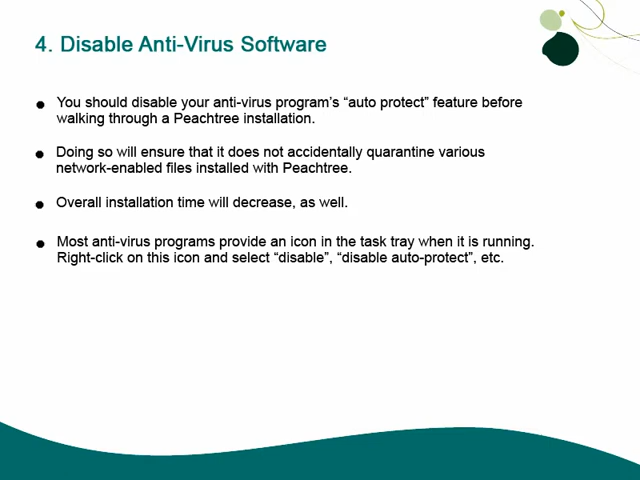 4. Disable Anti-Virus Software
● You should disable your anti-virus program’s “auto protect” feature before
walking through a Peachtree installation.
● Doing so will ensure that it does not accidentally quarantine various
network-enabled files installed with Peachtree.
● Overall installation time will decrease, as well.
● Most anti-virus programs provide an icon in the task tray when it is running.
Right-click on this icon and select “disable”, “disable auto-protect”, etc.